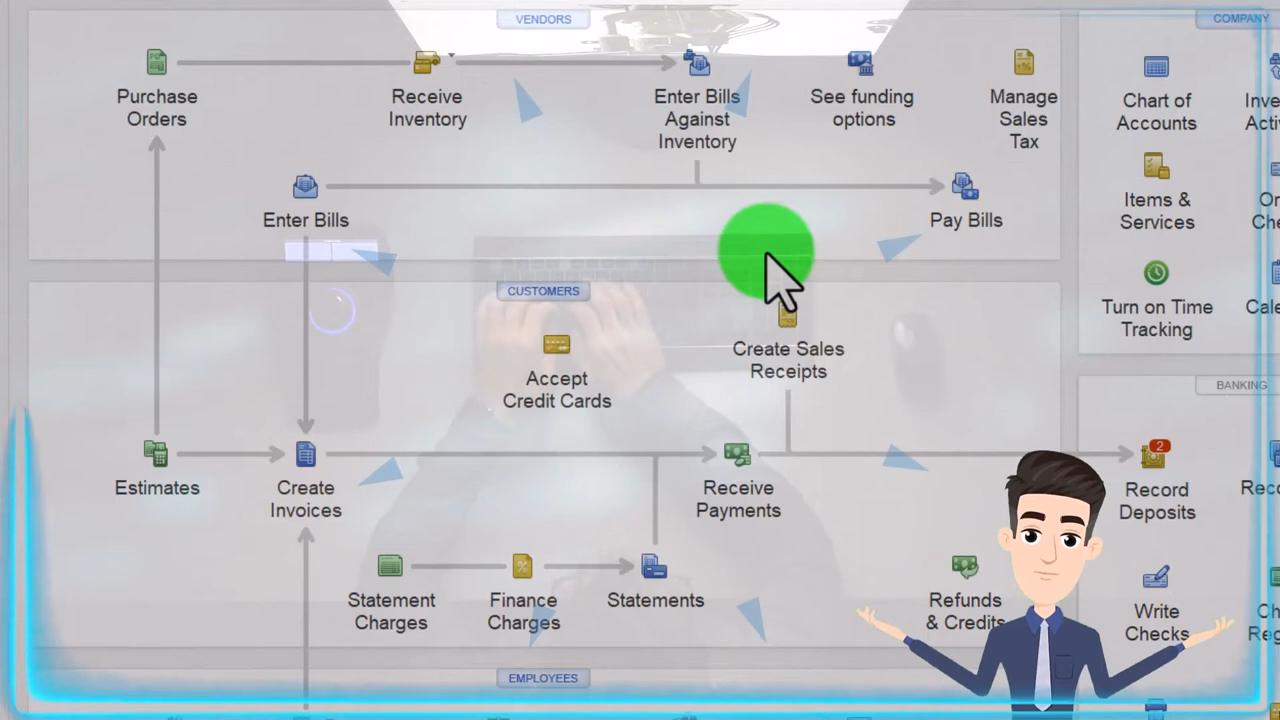 VENDORS
COMPANY
Purchase
Orders
Receive
Inventory
Enter Bills
Against
Inventory
See funding
options
Manage
Sales
Tax
Chart of
Accounts
Enter Bills
Pay Bills
Items &
Services
CUSTOMERS
Turn on Time
Tracking
Accept
Credit Cards
Create Sales
Receipts
BANKING
Estimates
Create
Invoices
Receive
Payments
2
Record
Deposits
Statement
Charges
Finance
Charges
Statements
Refunds
& Credits
Write
Checks
EMPLOYEES